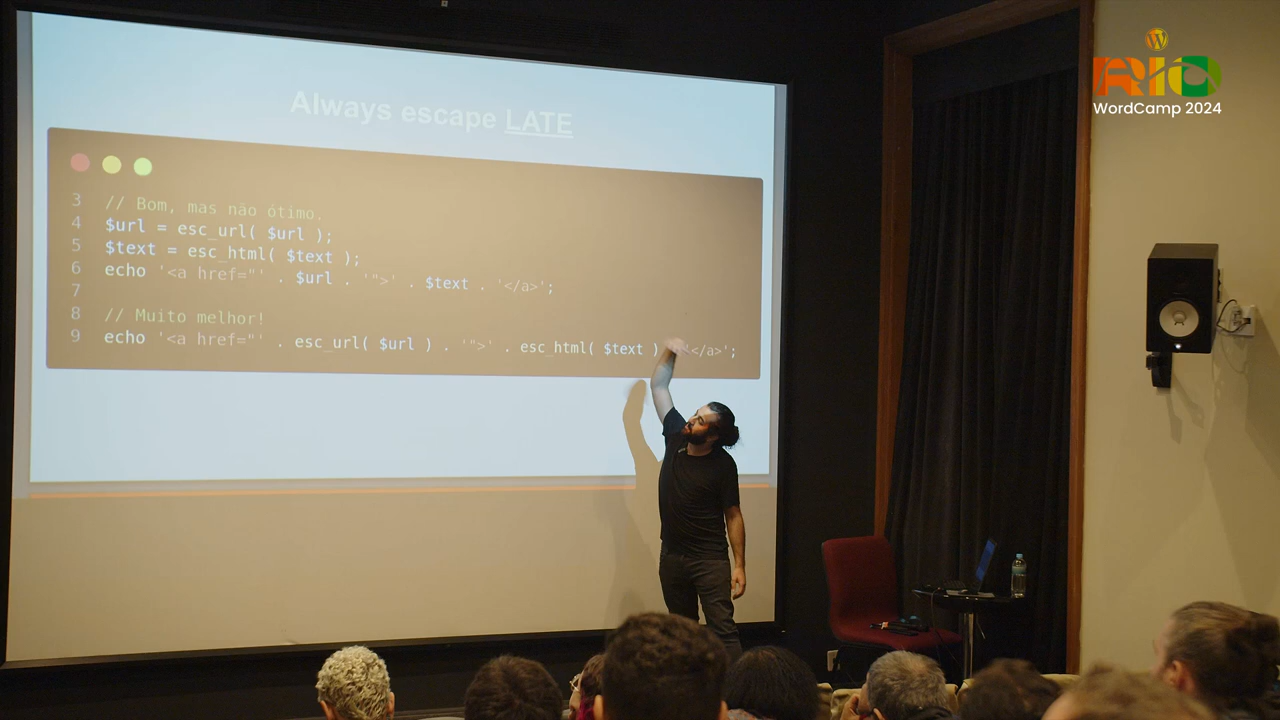 Always escape LATE
3 // Bom, mas não ótimo.
4 $url = esc_url( $url );
5 $text = esc_html( $text );
6 echo '<a href="' . $url . '">' . $text . '</a>';
7
8 // Muito melhor!
9 echo '<a href="' . esc_url( $url ) . '">' . esc_html( $text ) '</a>';
RIO
WordCamp 2024